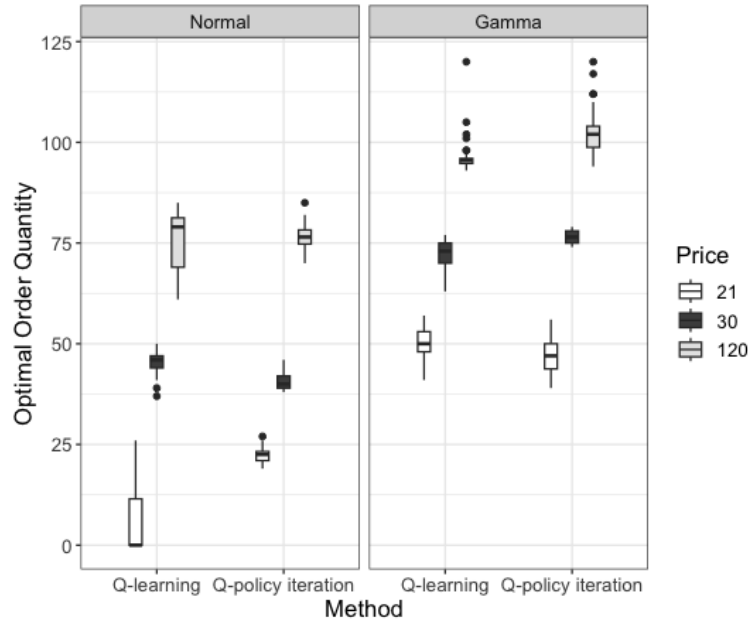 Normal
Gamma
125
100
75
50
25
0
Optimal Order Quantity
Q-learning
Q-policy iteration
Q-learning
Q-policy iteration
Method
Price
21
30
120